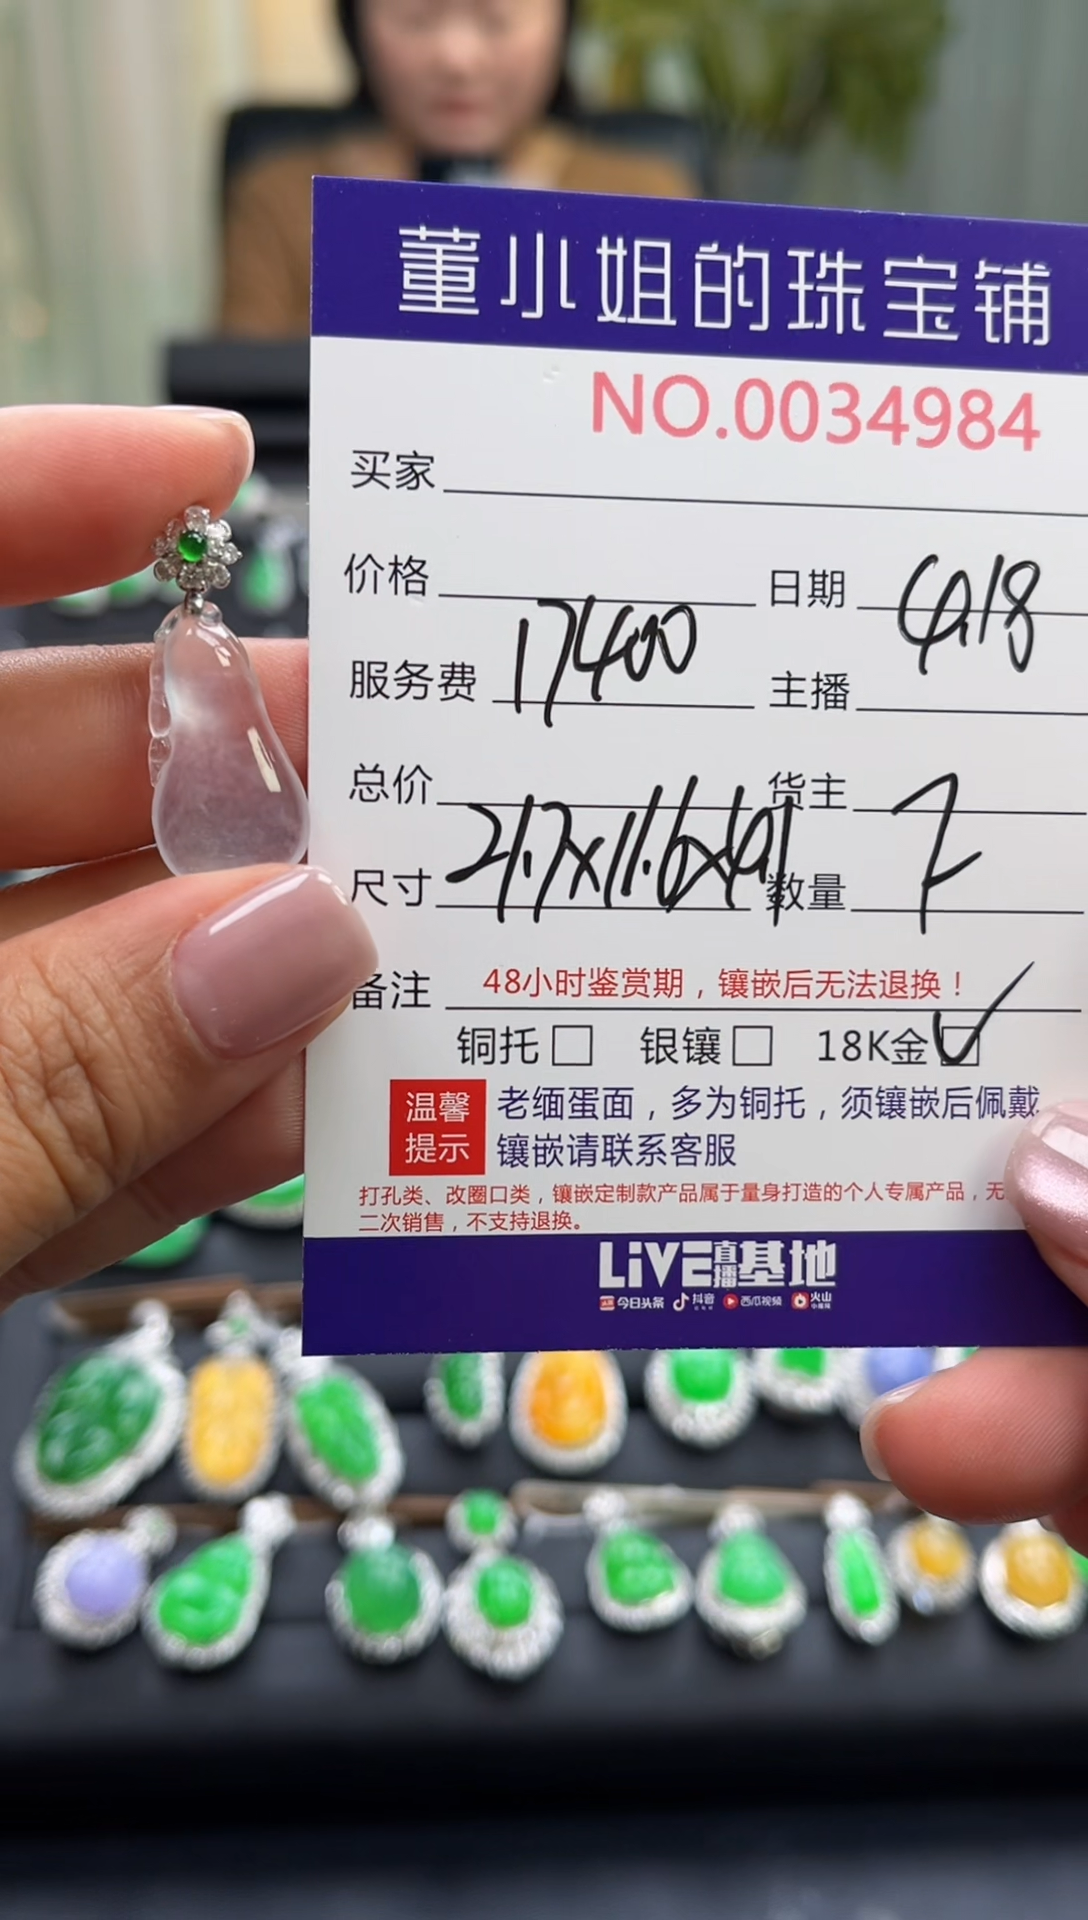 董小姐的珠宝铺
NO.0034984
买家
价格 日期 4.18
服务费 17400 主播
总价 货主
尺寸 21.7x11.6x4.1 数量
备注 48小时鉴赏期，镶嵌后无法退换！
铜托 银镶 18K金
温馨提示 老缅蛋面，多为铜托，须镶嵌后佩戴
镶嵌请联系客服
打孔类、改圈口类，镶嵌定制款产品属于量身打造的个人专属产品，无
二次销售，不支持退换。
LIVE直播基地
今日头条 抖音 西瓜视频 火山